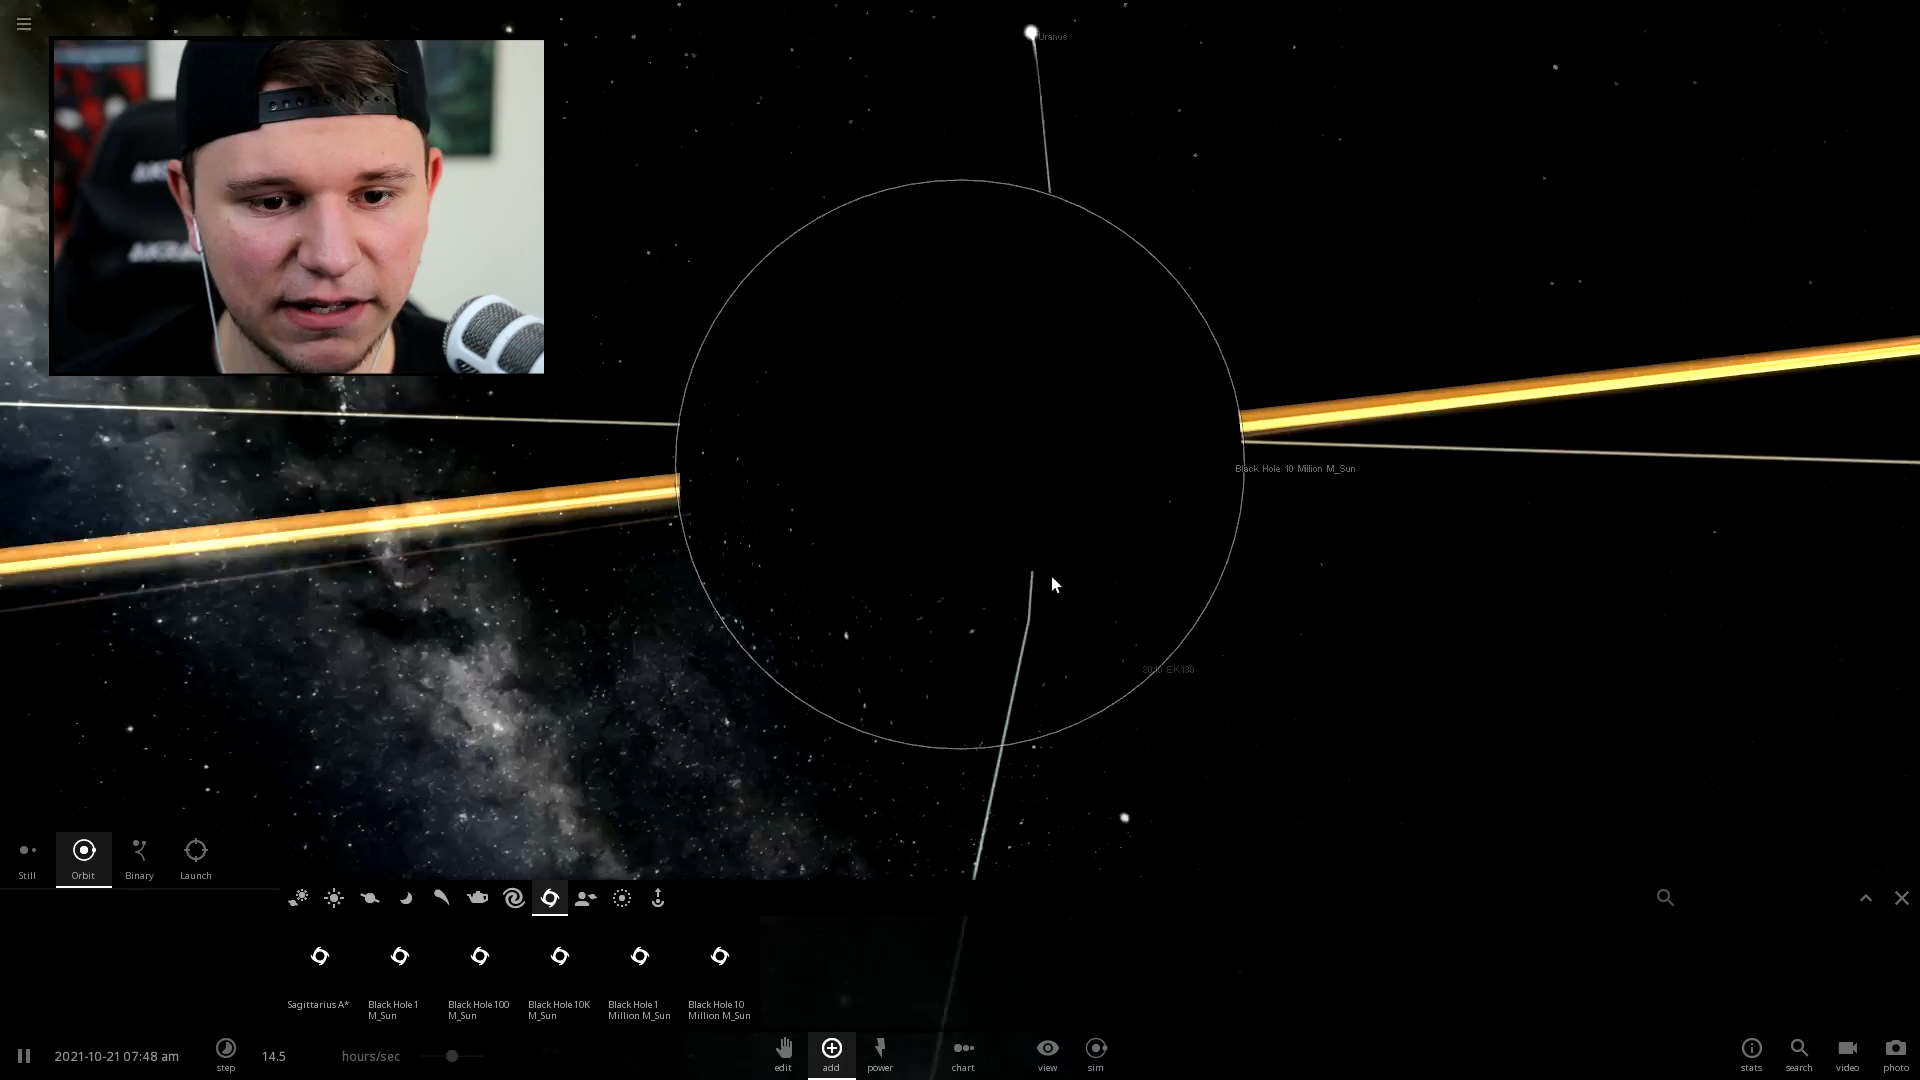 Uranus
Black Hole 10 Million M_Sun
2010 EK139
Still
Orbit
Binary
Launch
Sagittarius A*
Black Hole 1
M_Sun
Black Hole 100
M_Sun
Black Hole 10K
M_Sun
Black Hole 1
Million M_Sun
Black Hole 10
Million M_Sun
2021-10-21 07:48 am
step
14.5
hours/sec
edit
add
power
chart
view
sim
stats
search
video
photo